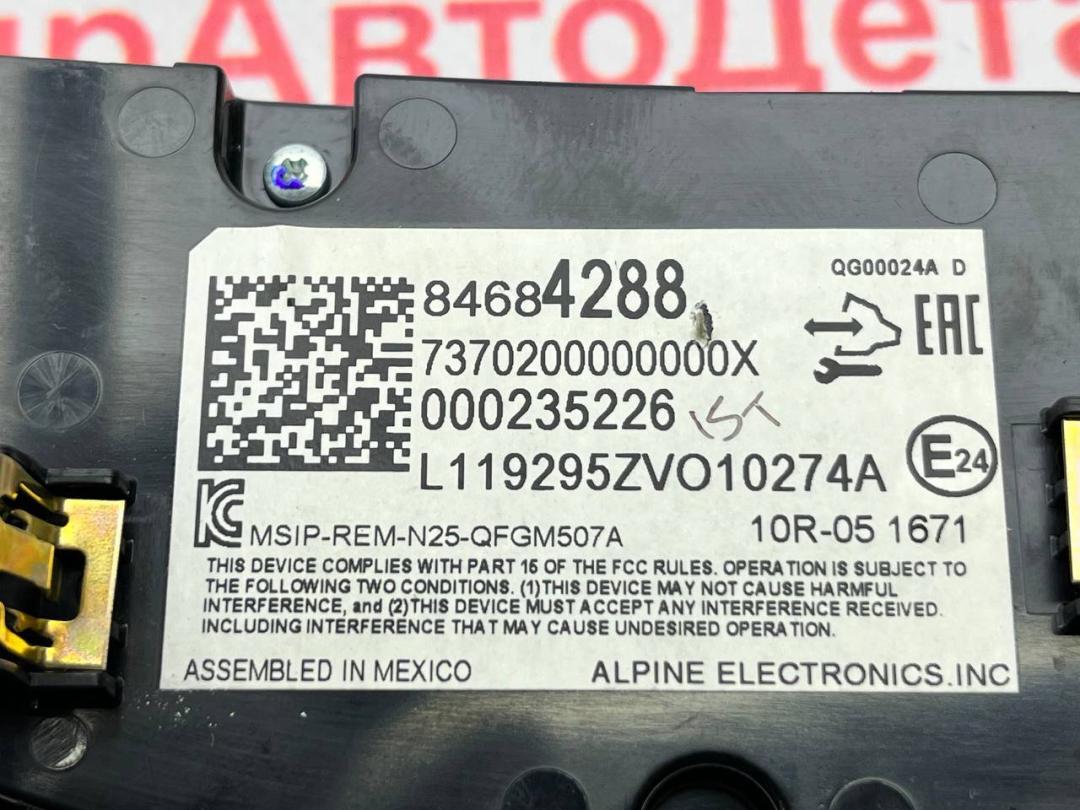 рАвтоДета
QG00024A D
84684288
7370200000000X
EAC
000235226
L119295ZVO10274A
E24
MSIP-REM-N25-QFGM507A
10R-05 1671
THIS DEVICE COMPLIES WITH PART 15 OF THE FCC RULES. OPERATION IS SUBJECT TO
THE FOLLOWING TWO CONDITIONS. (1)THIS DEVICE MAY NOT CAUSE HARMFUL
INTERFERENCE, and (2)THIS DEVICE MUST ACCEPT ANY INTERFERENCE RECEIVED.
INCLUDING INTERFERENCE THAT MAY CAUSE UNDESIRED OPERATION.
ASSEMBLED IN MEXICO
ALPINE ELECTRONICS.INC